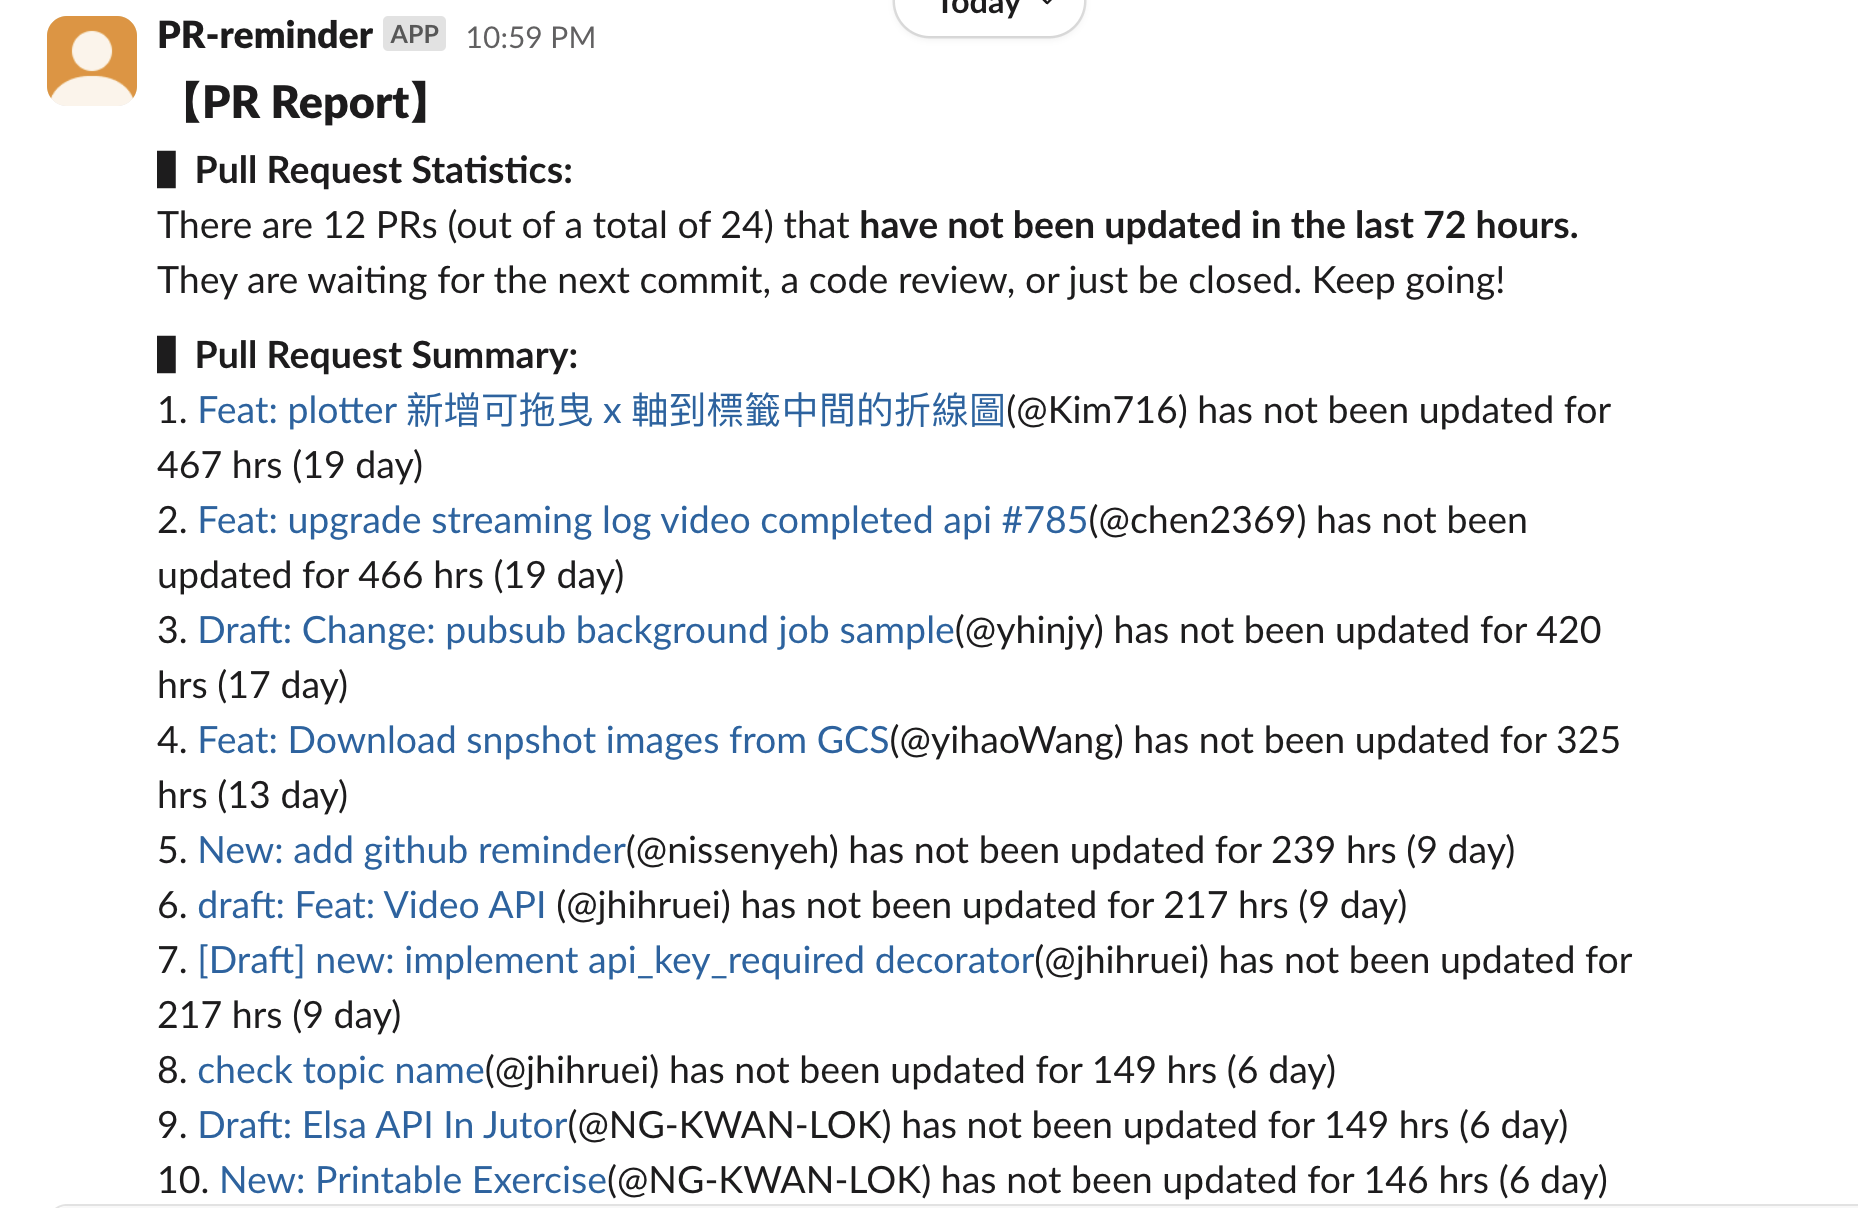 Today
PR-reminder APP 10:59 PM
【PR Report】
▋ Pull Request Statistics:
There are 12 PRs (out of a total of 24) that have not been updated in the last 72 hours.
They are waiting for the next commit, a code review, or just be closed. Keep going!
▋ Pull Request Summary:
1. Feat: plotter 新增可拖曳 x 軸到標籤中間的折線圖(@Kim716) has not been updated for
467 hrs (19 day)
2. Feat: upgrade streaming log video completed api #785(@chen2369) has not been
updated for 466 hrs (19 day)
3. Draft: Change: pubsub background job sample(@yhinjy) has not been updated for 420
hrs (17 day)
4. Feat: Download snpshot images from GCS(@yihaoWang) has not been updated for 325
hrs (13 day)
5. New: add github reminder(@nissenyeh) has not been updated for 239 hrs (9 day)
6. draft: Feat: Video API (@jhihruei) has not been updated for 217 hrs (9 day)
7. [Draft] new: implement api_key_required decorator(@jhihruei) has not been updated for
217 hrs (9 day)
8. check topic name(@jhihruei) has not been updated for 149 hrs (6 day)
9. Draft: Elsa API In Jutor(@NG-KWAN-LOK) has not been updated for 149 hrs (6 day)
10. New: Printable Exercise(@NG-KWAN-LOK) has not been updated for 146 hrs (6 day)